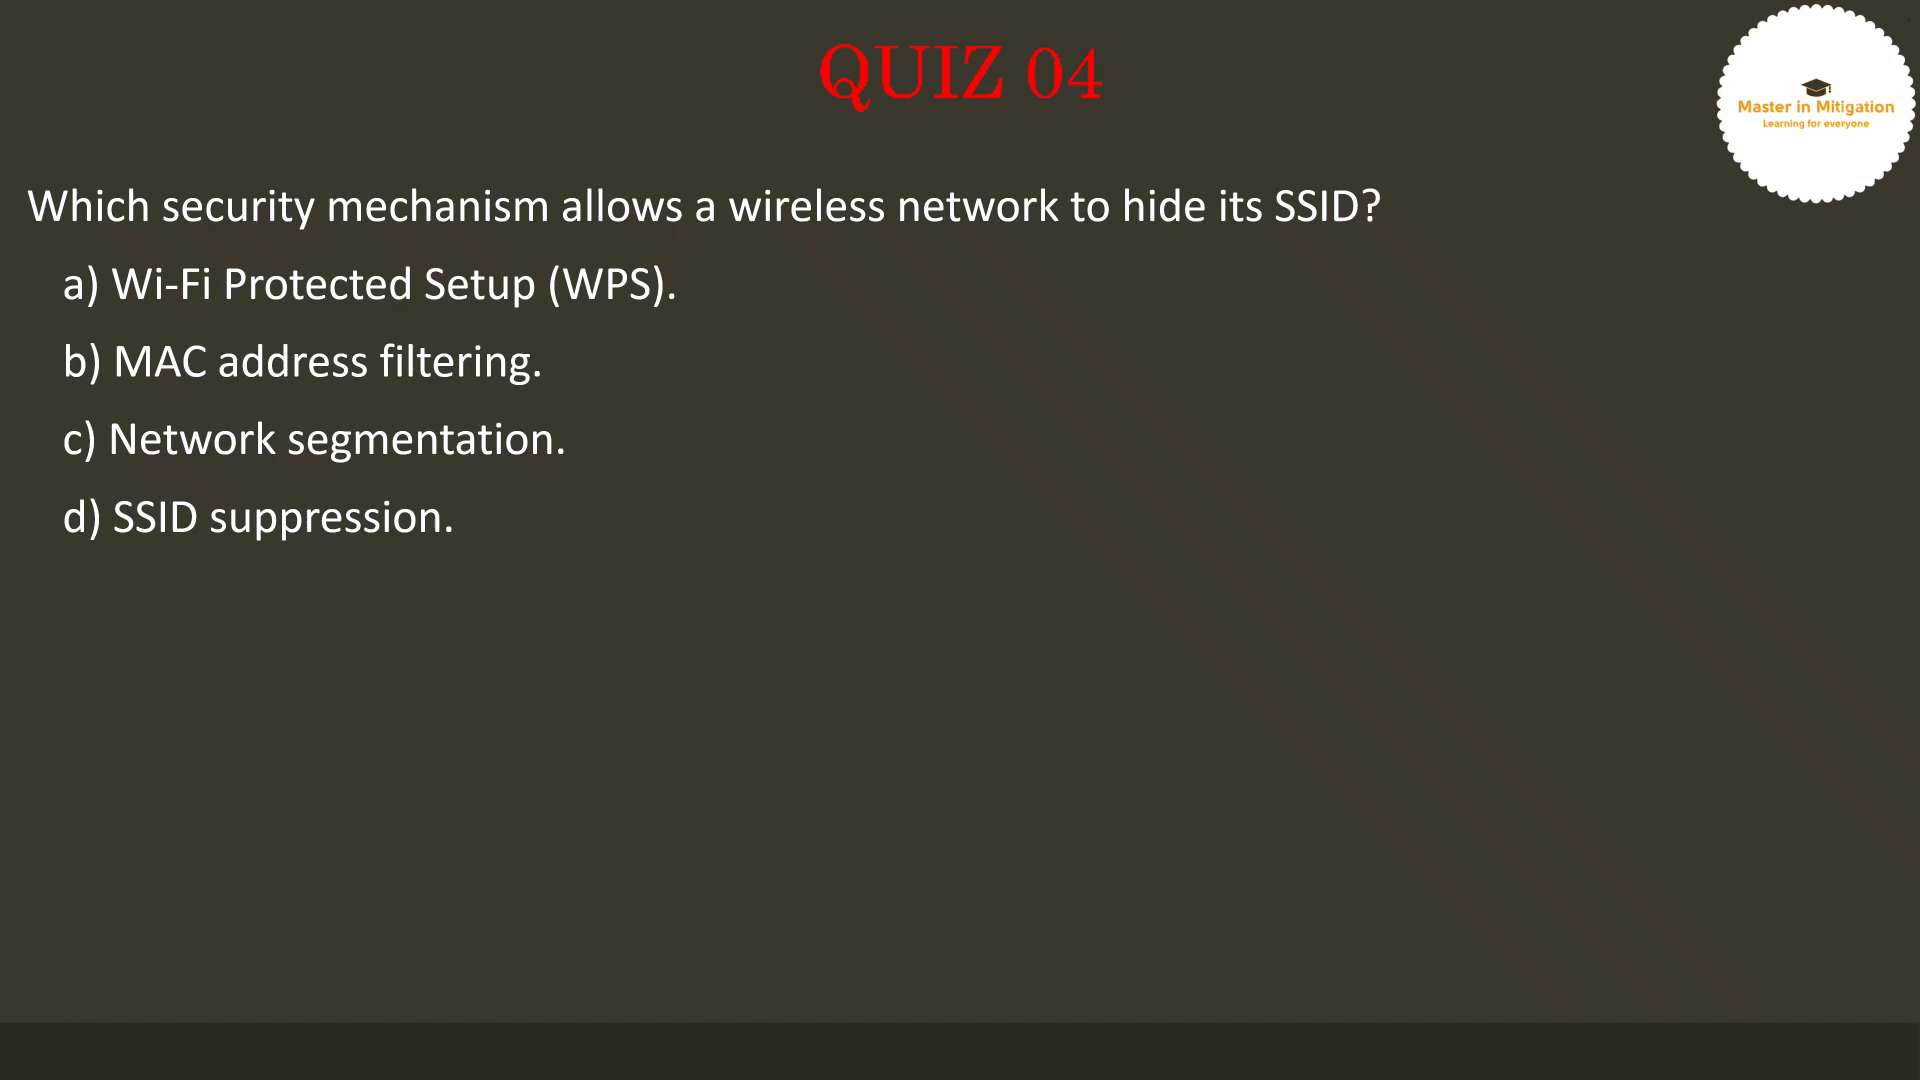 QUIZ 04
Master in Mitigation
Learning for everyone
Which security mechanism allows a wireless network to hide its SSID?
a) Wi-Fi Protected Setup (WPS).
b) MAC address filtering.
c) Network segmentation.
d) SSID suppression.